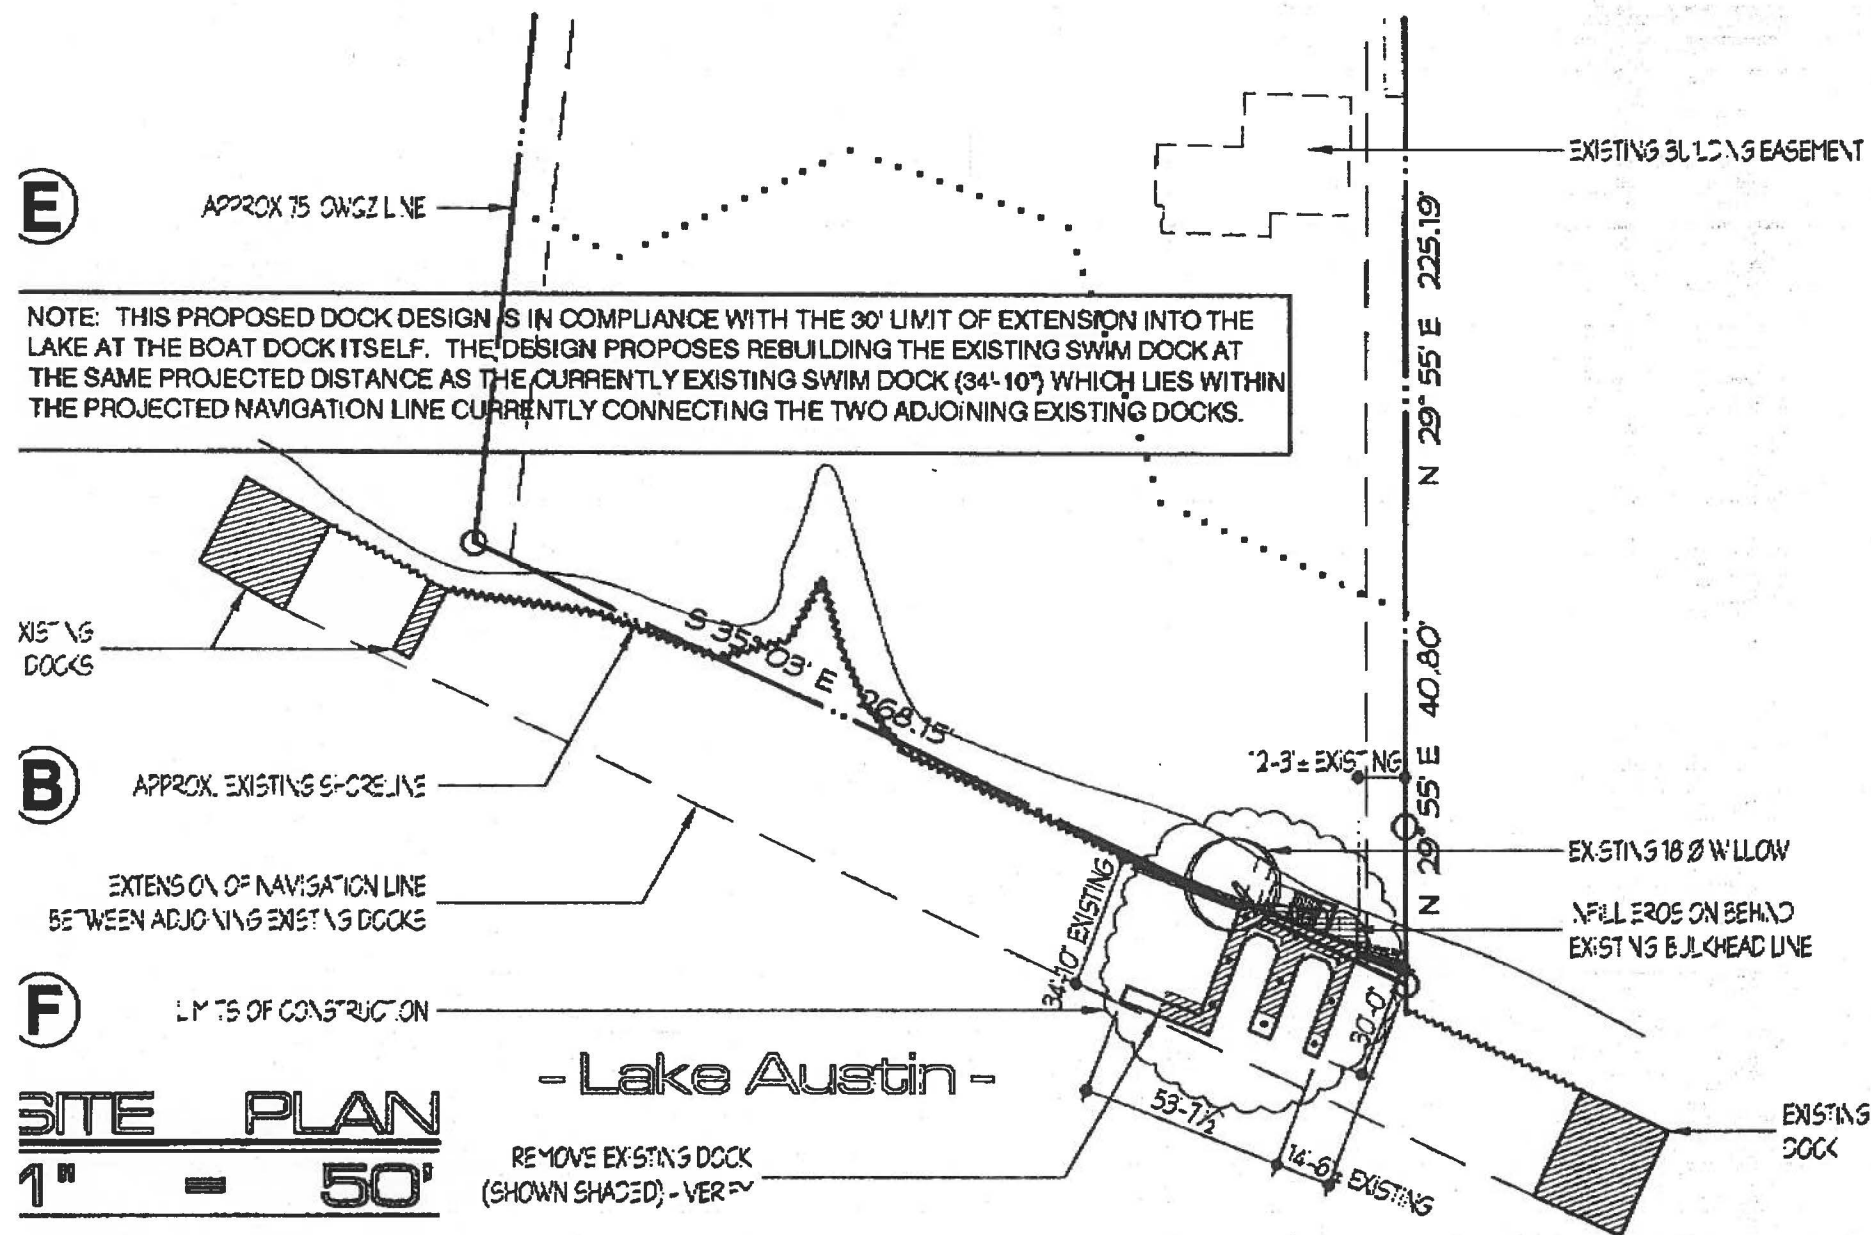 EXISTING BUILDING EASEMENT
E
APPROX 75 CWQZ LINE
N 29° 55' E 225.19'
NOTE: THIS PROPOSED DOCK DESIGN IS IN COMPLIANCE WITH THE 30' LIMIT OF EXTENSION INTO THE
LAKE AT THE BOAT DOCK ITSELF. THE DESIGN PROPOSES REBUILDING THE EXISTING SWIM DOCK AT
THE SAME PROJECTED DISTANCE AS THE CURRENTLY EXISTING SWIM DOCK (34'-10") WHICH LIES WITHIN
THE PROJECTED NAVIGATION LINE CURRENTLY CONNECTING THE TWO ADJOINING EXISTING DOCKS.
XISTING
DOCKS
S 35° 03' E 268.15'
N 29° 55' E 40.80'
B
APPROX. EXISTING SHORELINE
12-3'± EXISTING
EXISTING 18 Ø WILLOW
EXTENSION OF NAVIGATION LINE
BETWEEN ADJOINING EXISTING DOCKS
34'-10" EXISTING
INFILL EROSION BEHIND
EXISTING BULKHEAD LINE
F
LIMITS OF CONSTRUCTION
30'-0"
- Lake Austin -
SITE PLAN
1" = 50'
53-7½
14'-6± EXISTING
REMOVE EXISTING DOCK
(SHOWN SHADED) - VERIFY
EXISTING
DOCK